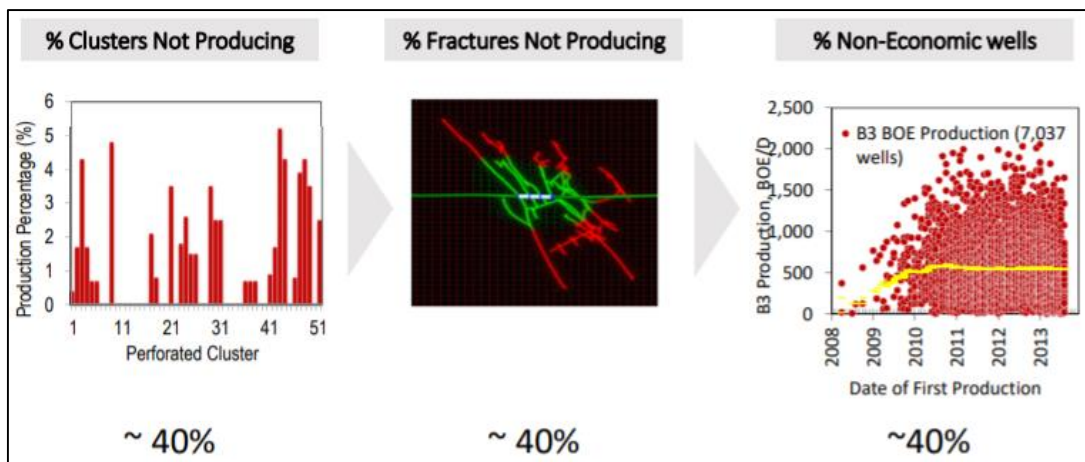 % Clusters Not Producing
% Fractures Not Producing
% Non-Economic wells
6
5
4
3
2
1
0
Production Percentage (%)
1 11 21 31 41 51
Perforated Cluster
2,500
2,000
1,500
1,000
500
0
B3 Production, BOE/D
B3 BOE Production (7,037
wells)
2008 2009 2010 2011 2012 2013
Date of First Production
~ 40%
~ 40%
~40%